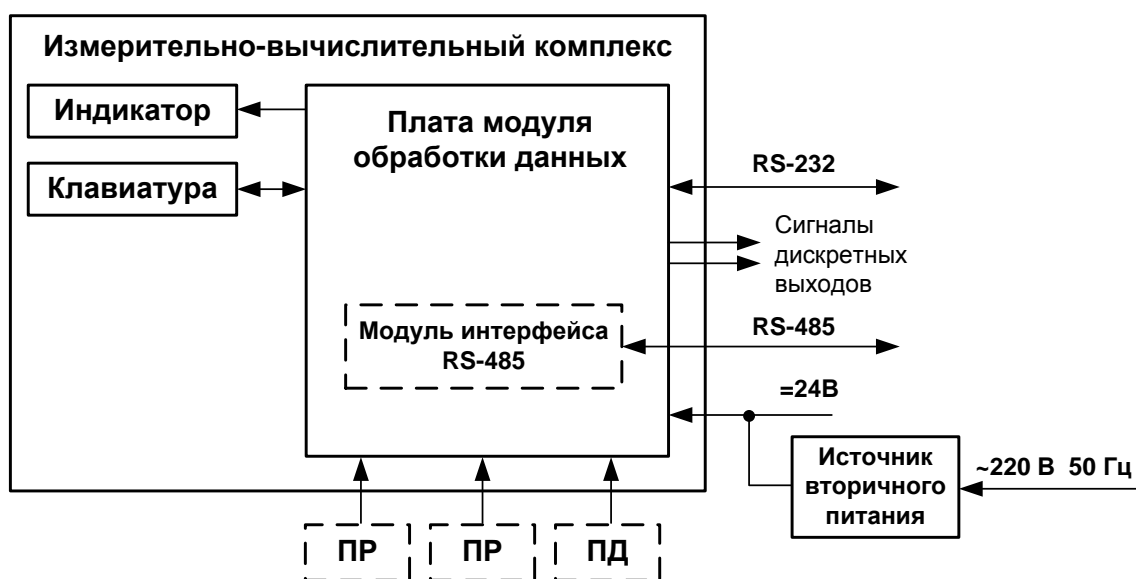 Измерительно-вычислительный комплекс
Индикатор
Клавиатура
Плата модуля
обработки данных
RS-232
Сигналы
дискретных
выходов
Модуль интерфейса
RS-485
RS-485
=24В
Источник
вторичного
питания
~220 В 50 Гц
ПР
ПР
ПД